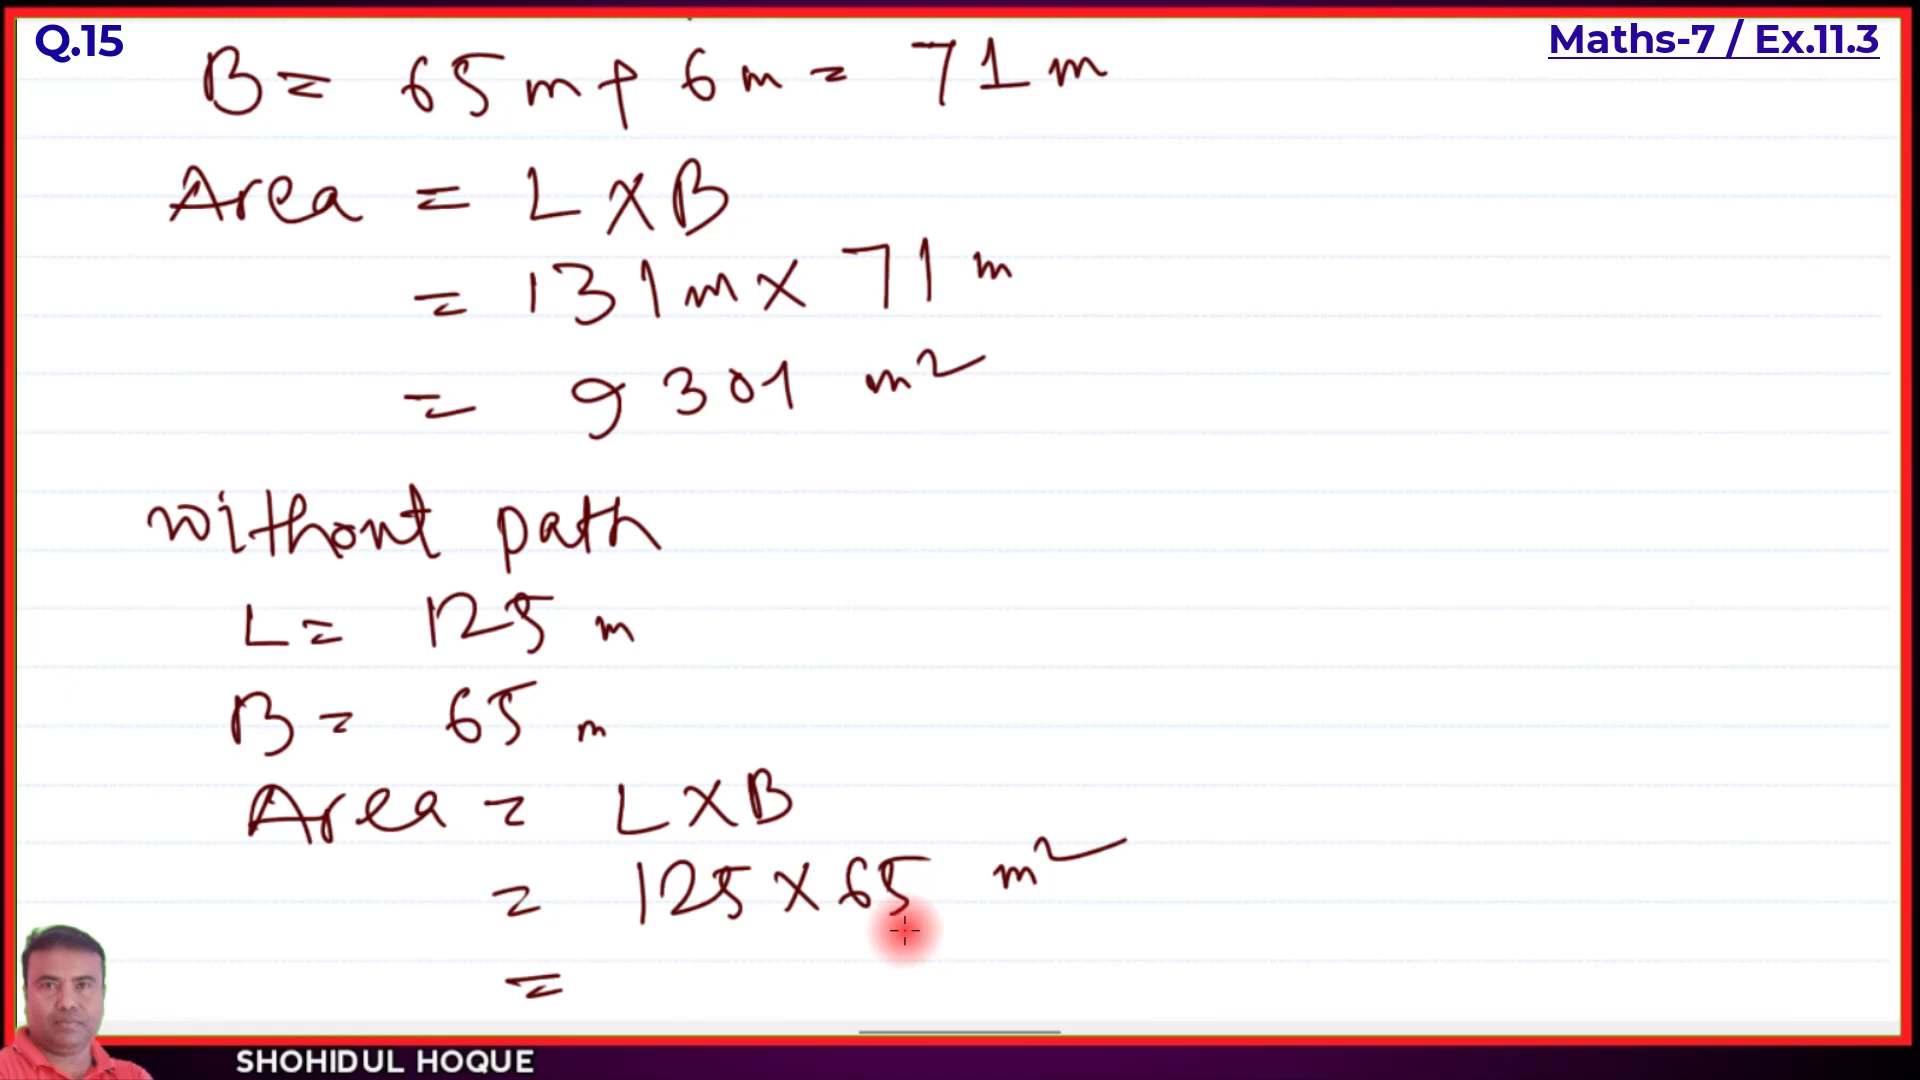 Q.15
Maths-7 / Ex.11.3
B = 65 m + 6 m = 71 m
Area = L X B
= 131 m x 71 m
= 9301 m²
without path
L = 125 m
B = 65 m
Area = L X B
= 125 X 65 m²
=
SHOHIDUL HOQUE